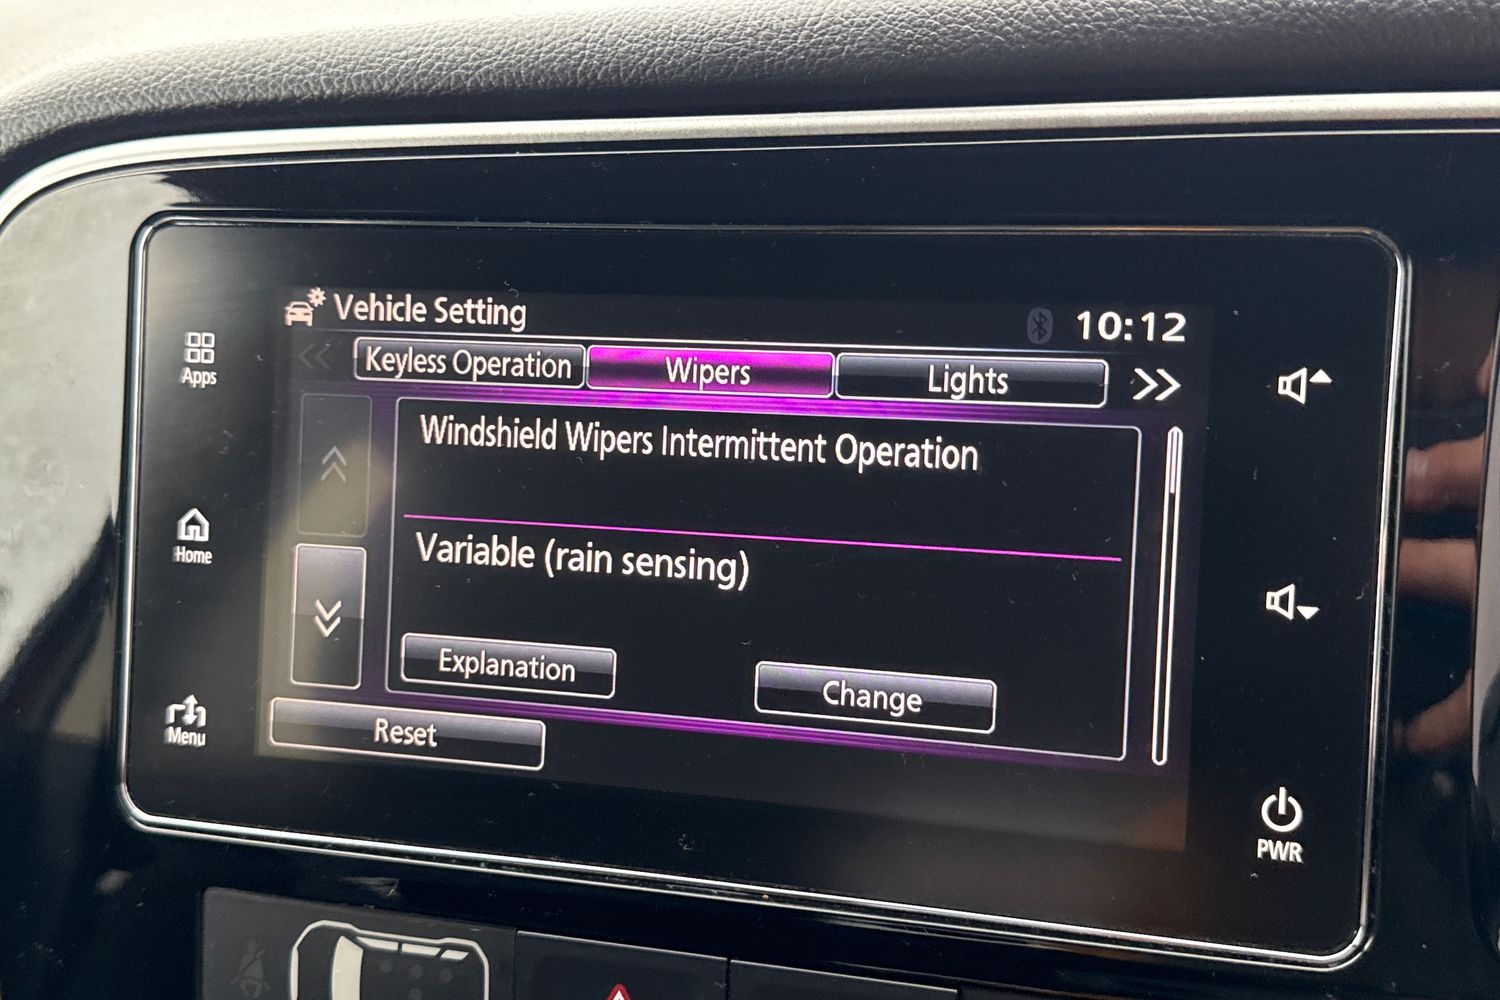 Vehicle Setting
10:12
Keyless Operation
Wipers
Lights
Apps
Windshield Wipers Intermittent Operation
Home
Variable (rain sensing)
Explanation
Change
Menu
Reset
PWR